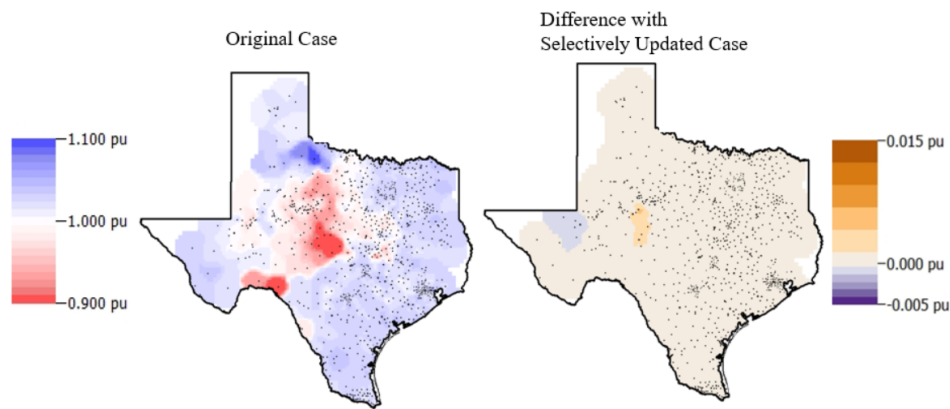 Original Case
Difference with
Selectively Updated Case
1.100 pu
1.000 pu
0.900 pu
0.015 pu
0.000 pu
-0.005 pu